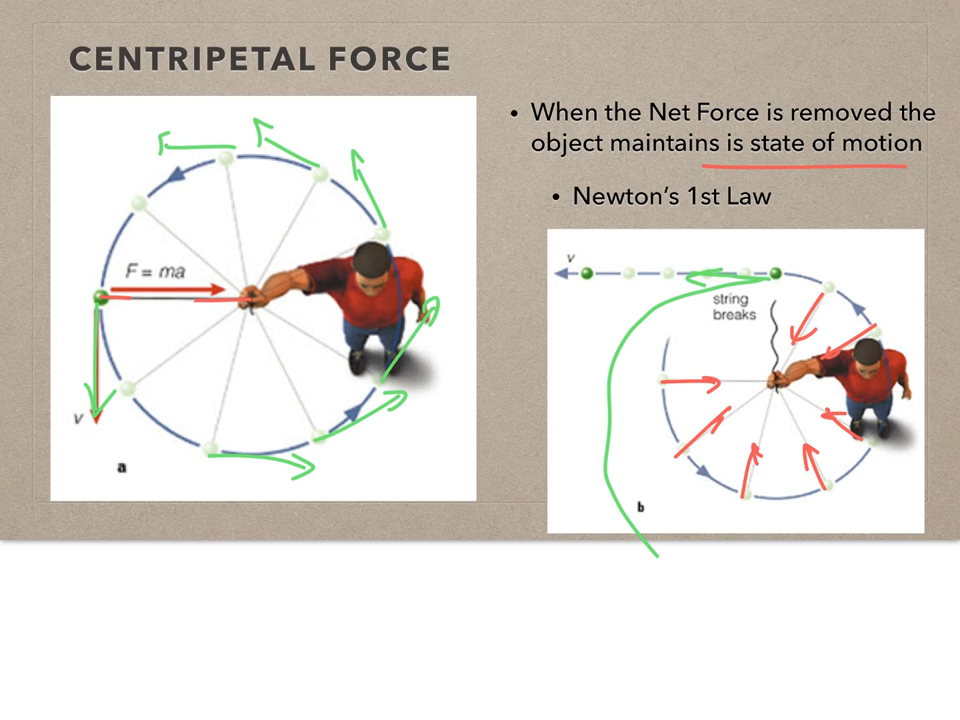 CENTRIPETAL FORCE
• When the Net Force is removed the
object maintains is state of motion
• Newton's 1st Law
F = ma
v
a
v
string
breaks
b